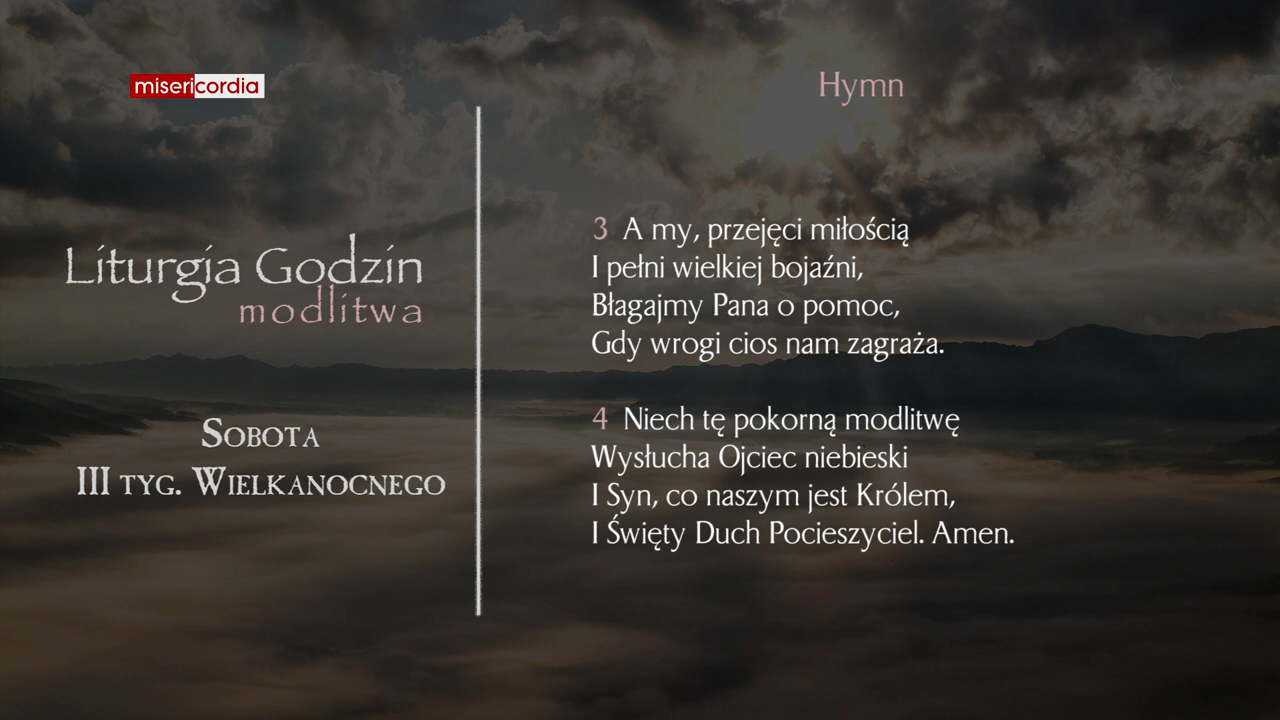 misericordia
Liturgia Godzin
modlitwa
Sobota
III tyg. Wielkanocnego
Hymn
3 A my, przejęci miłością
I pełni wielkiej bojaźni,
Błagajmy Pana o pomoc,
Gdy wrogi cios nam zagraża.
4 Niech tę pokorną modlitwę
Wysłucha Ojciec niebieski
I Syn, co naszym jest Królem,
I Święty Duch Pocieszyciel. Amen.